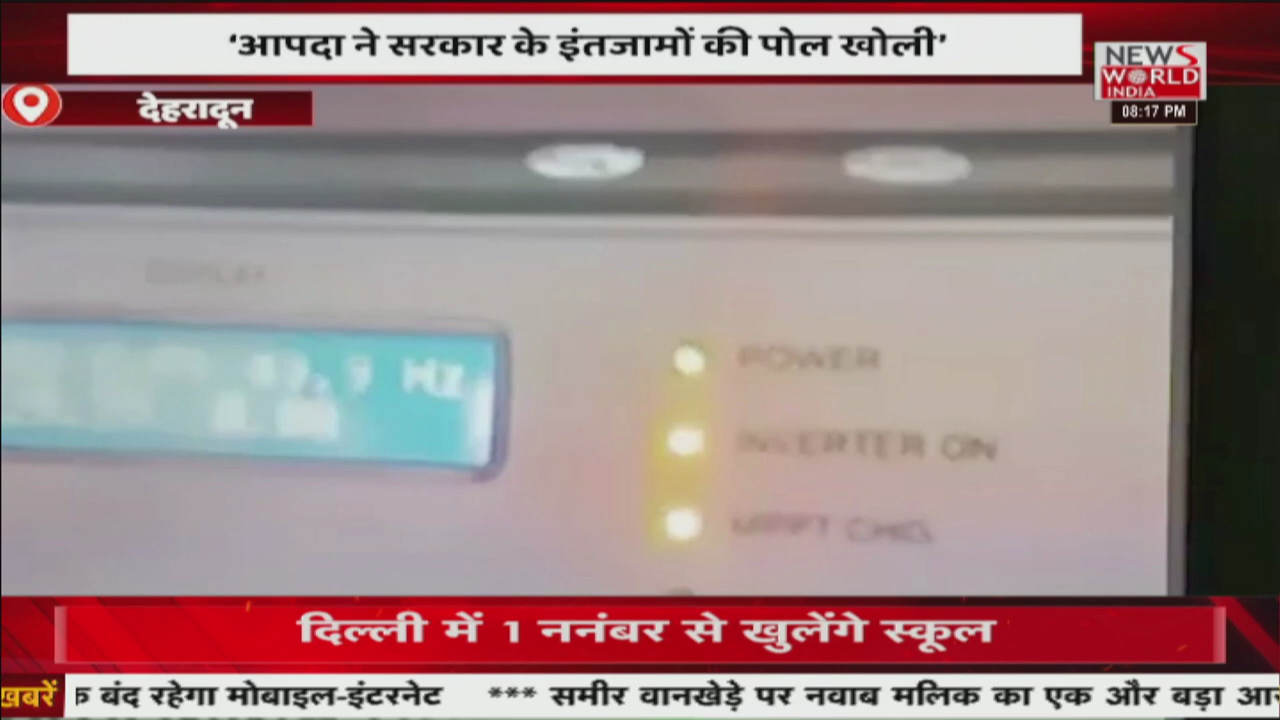 ‘आपदा ने सरकार के इंतजामों की पोल खोली’
NEWS
WORLD
INDIA
08:17 PM
देहरादून
Hz
POWER
INVERTER ON
दिल्ली में 1 ननंबर से खुलेंगे स्कूल
खबरें
बंद रहेगा मोबाइल-इंटरनेट *** समीर वानखेड़े पर नवाब मलिक का एक और बड़ा